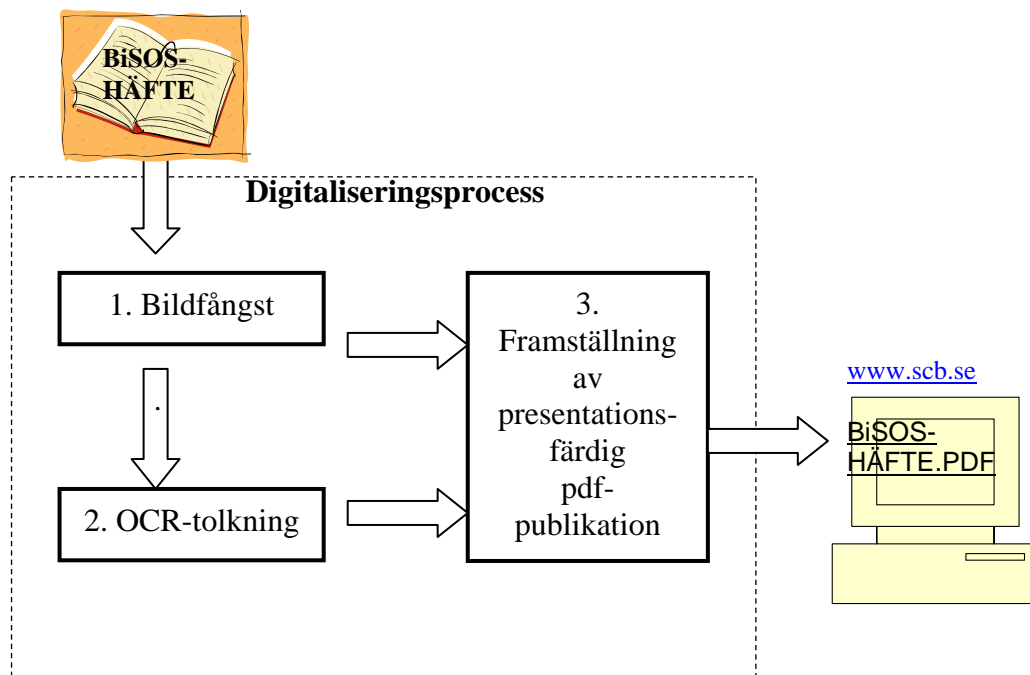 BiSOS-
HÄFTE
Digitaliseringsprocess
1. Bildfångst
.
2. OCR-tolkning
3.
Framställning
av
presentations-
färdig
pdf-
publikation
www.scb.se
BiSOS-
HÄFTE.PDF